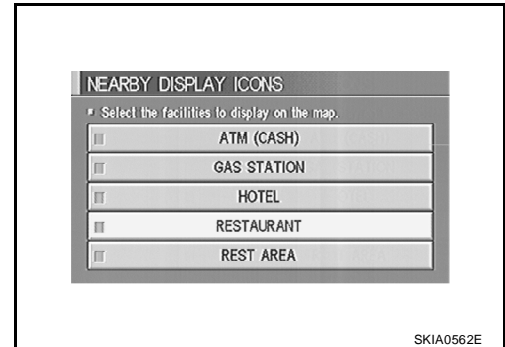 NEARBY DISPLAY ICONS
Select the facilities to display on the map.
ATM (CASH)
GAS STATION
HOTEL
RESTAURANT
REST AREA
SKIA0562E